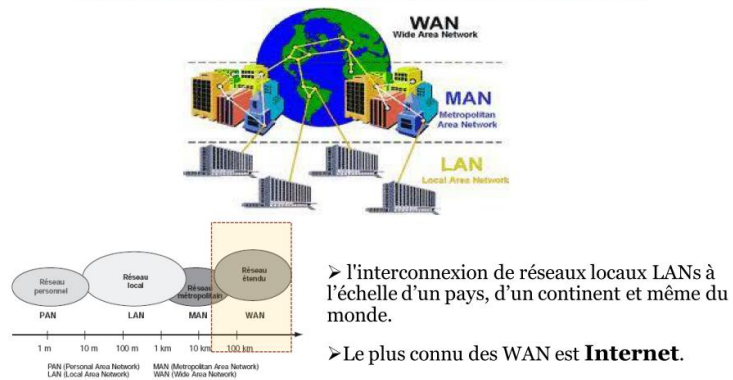 WAN
Wide Area Network
MAN
Metropolitan
Area Network
LAN
Local Area Network
Réseau
personnel
Réseau
local
Réseau
métropolitain
Réseau
étendu
PAN LAN MAN WAN
1 m 10 m 100 m 1 km 10 km 100 km
PAN (Personal Area Network) MAN (Metropolitan Area Network)
LAN (Local Area Network) WAN (Wide Area Network)
➢ l'interconnexion de réseaux locaux LANs à
l'échelle d'un pays, d'un continent et même du
monde.
➢Le plus connu des WAN est Internet.